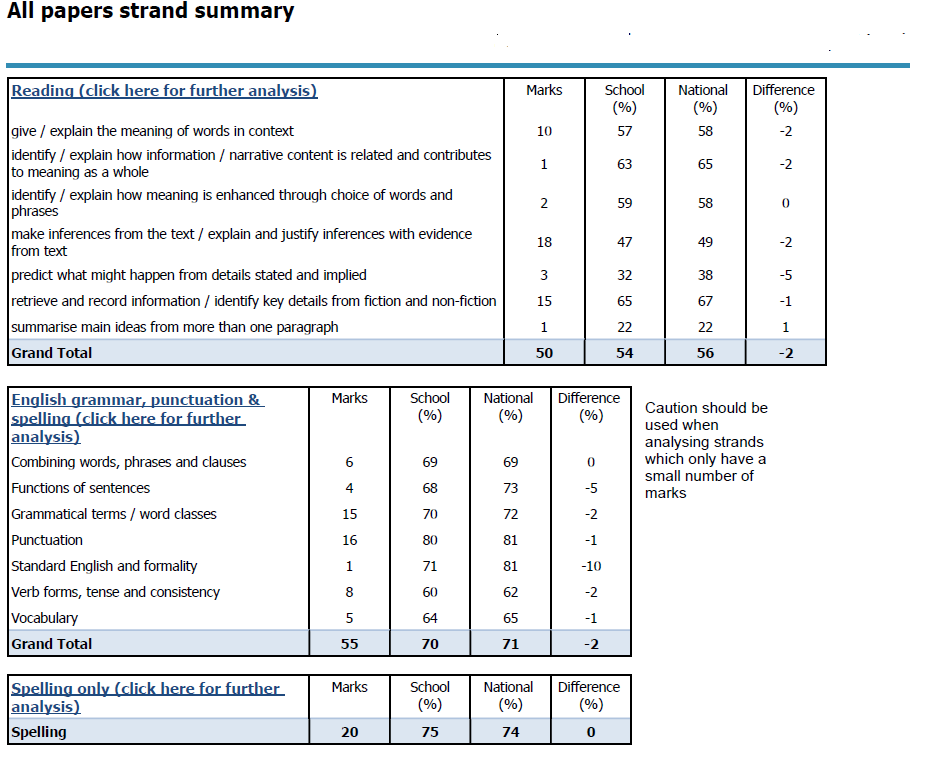 All papers strand summary
Reading (click here for further analysis) Marks School (%) National (%) Difference (%)
give / explain the meaning of words in context 10 57 58 -2
identify / explain how information / narrative content is related and contributes
to meaning as a whole 1 63 65 -2
identify / explain how meaning is enhanced through choice of words and
phrases 2 59 58 0
make inferences from the text / explain and justify inferences with evidence
from text 18 47 49 -2
predict what might happen from details stated and implied 3 32 38 -5
retrieve and record information / identify key details from fiction and non-fiction 15 65 67 -1
summarise main ideas from more than one paragraph 1 22 22 1
Grand Total 50 54 56 -2
English grammar, punctuation &
spelling (click here for further
analysis) Marks School (%) National (%) Difference (%)
Combining words, phrases and clauses 6 69 69 0
Functions of sentences 4 68 73 -5
Grammatical terms / word classes 15 70 72 -2
Punctuation 16 80 81 -1
Standard English and formality 1 71 81 -10
Verb forms, tense and consistency 8 60 62 -2
Vocabulary 5 64 65 -1
Grand Total 55 70 71 -2
Caution should be
used when
analysing strands
which only have a
small number of
marks
Spelling only (click here for further
analysis) Marks School (%) National (%) Difference (%)
Spelling 20 75 74 0